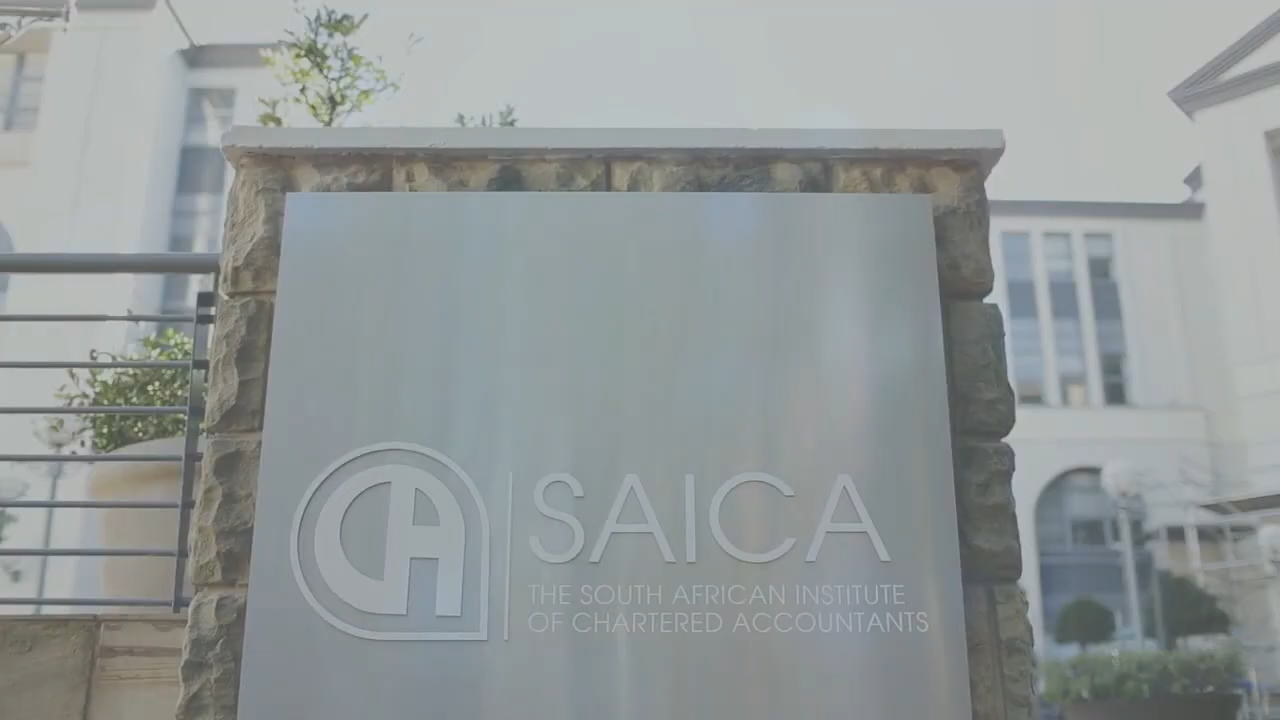 CA
SAICA
THE SOUTH AFRICAN INSTITUTE
OF CHARTERED ACCOUNTANTS